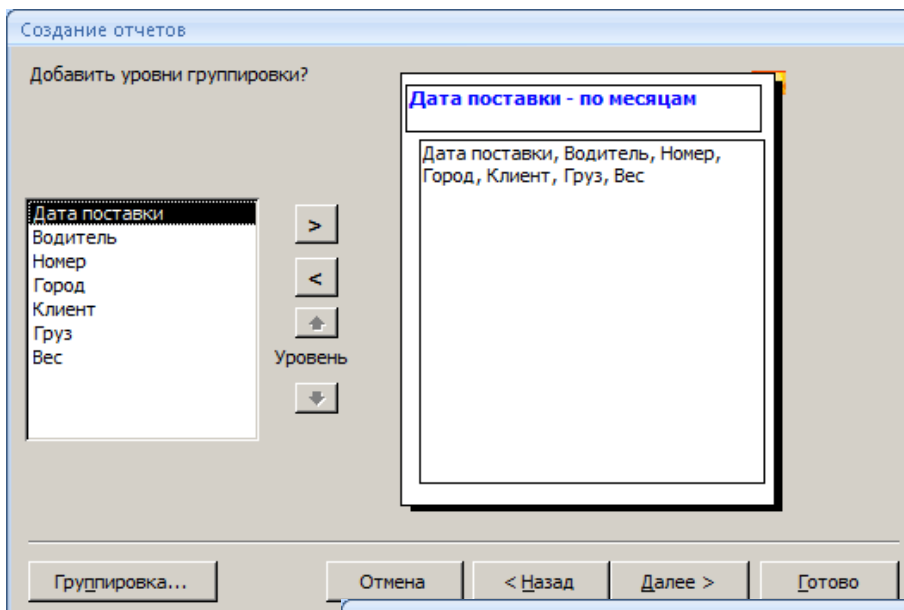 Создание отчетов
Добавить уровни группировки?
Дата поставки - по месяцам
Дата поставки, Водитель, Номер,
Город, Клиент, Груз, Вес
Дата поставки
Водитель
Номер
Город
Клиент
Груз
Вес
>
<
Уровень
Группировка...
Отмена
< Назад
Далее >
Готово